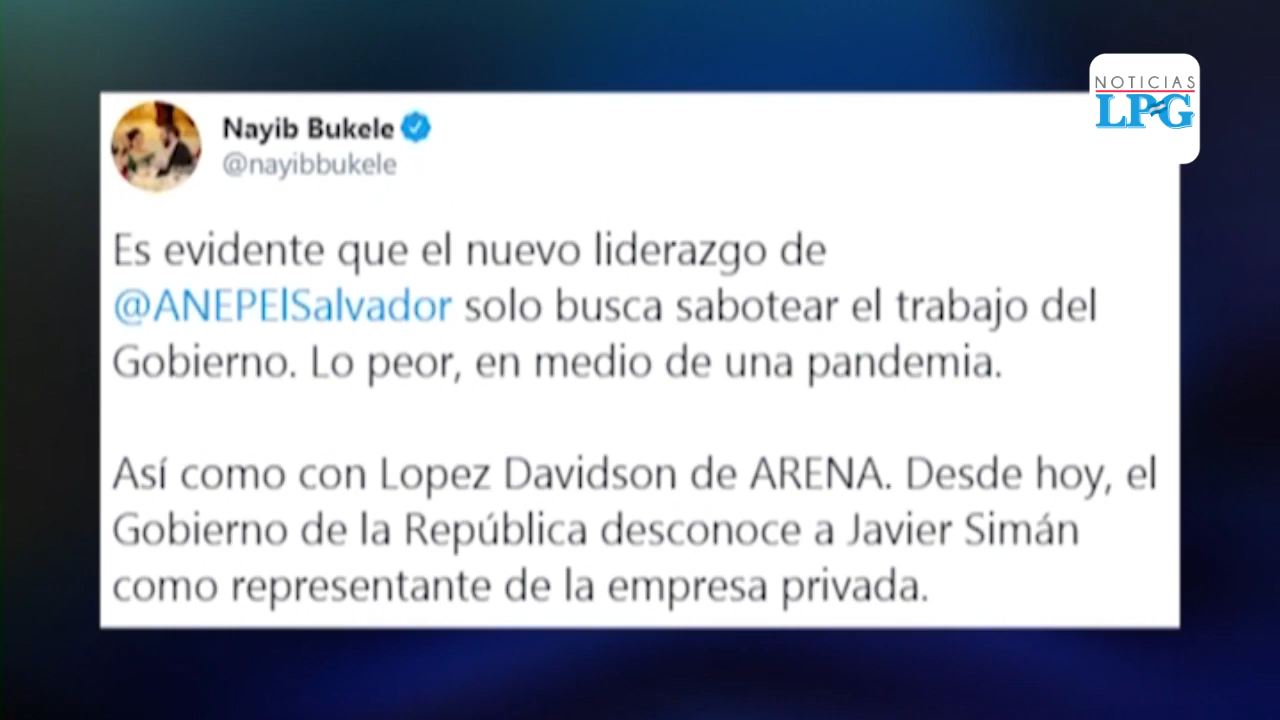 NOTICIAS
LPG
Nayib Bukele
@nayibbukele
Es evidente que el nuevo liderazgo de
@ANEPElSalvador solo busca sabotear el trabajo del
Gobierno. Lo peor, en medio de una pandemia.
Así como con Lopez Davidson de ARENA. Desde hoy, el
Gobierno de la República desconoce a Javier Simán
como representante de la empresa privada.